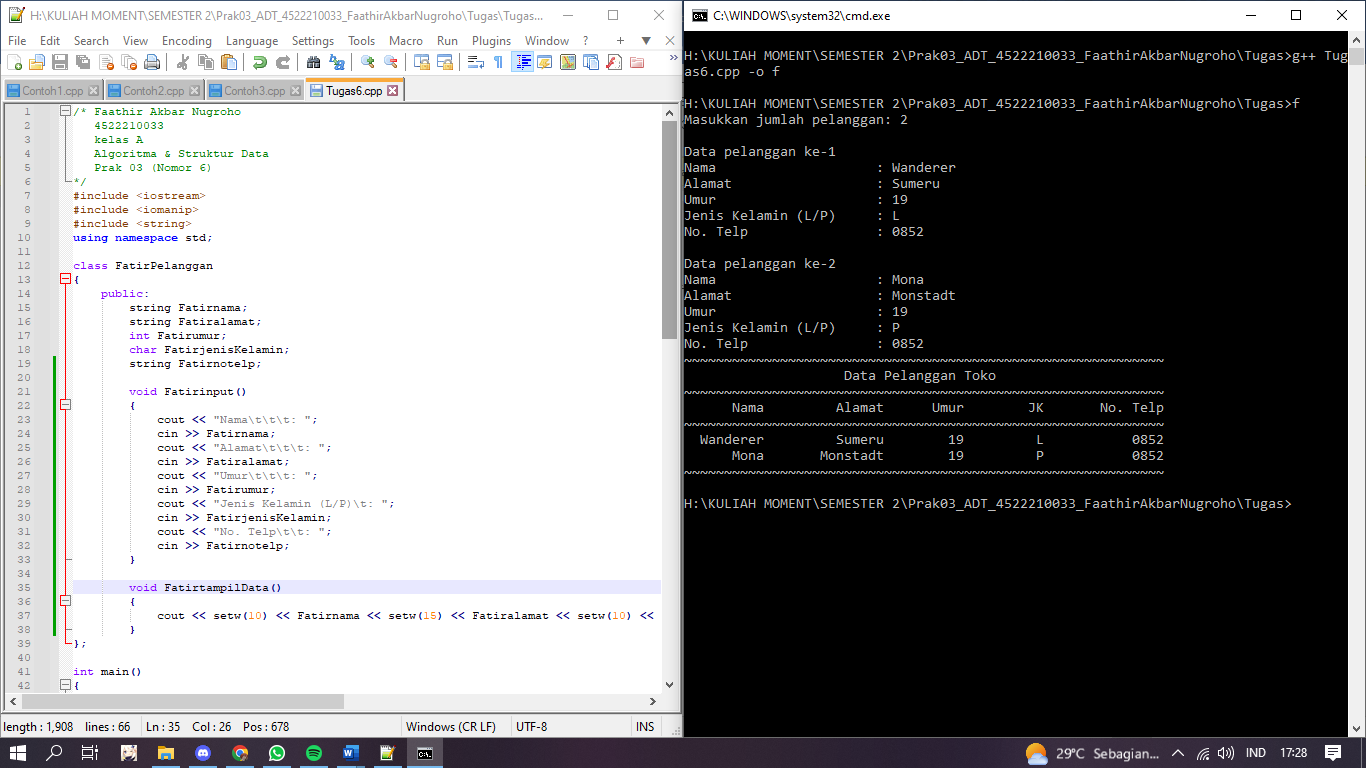 H:\KULIAH MOMENT\SEMESTER 2\Prak03_ADT_4522210033_FaathirAkbarNugroho\Tugas\Tugas...
File Edit Search View Encoding Language Settings Tools Macro Run Plugins Window ? + ▼ ✕
Contoh1.cpp Contoh2.cpp Contoh3.cpp Tugas6.cpp
1 /* Faathir Akbar Nugroho
2 4522210033
3 kelas A
4 Algoritma & Struktur Data
5 Prak 03 (Nomor 6)
6 */
7 #include <iostream>
8 #include <iomanip>
9 #include <string>
10 using namespace std;
11
12 class FatirPelanggan
13 {
14 public:
15 string Fatirnama;
16 string Fatiralamat;
17 int Fatirumur;
18 char FatirjenisKelamin;
19 string Fatirnotelp;
20
21 void Fatirinput()
22 {
23 cout << "Nama\t\t\t: ";
24 cin >> Fatirnama;
25 cout << "Alamat\t\t\t: ";
26 cin >> Fatiralamat;
27 cout << "Umur\t\t\t: ";
28 cin >> Fatirumur;
29 cout << "Jenis Kelamin (L/P)\t: ";
30 cin >> FatirjenisKelamin;
31 cout << "No. Telp\t\t: ";
32 cin >> Fatirnotelp;
33 }
34
35 void FatirtampilData()
36 {
37 cout << setw(10) << Fatirnama << setw(15) << Fatiralamat << setw(10) <<
38 }
39 };
40
41 int main()
42 {
length : 1,908 lines : 66 Ln : 35 Col : 26 Pos : 678 Windows (CR LF) UTF-8 INS
C:\WINDOWS\system32\cmd.exe
H:\KULIAH MOMENT\SEMESTER 2\Prak03_ADT_4522210033_FaathirAkbarNugroho\Tugas>g++ Tug
as6.cpp -o f
H:\KULIAH MOMENT\SEMESTER 2\Prak03_ADT_4522210033_FaathirAkbarNugroho\Tugas>f
Masukkan jumlah pelanggan: 2
Data pelanggan ke-1
Nama : Wanderer
Alamat : Sumeru
Umur : 19
Jenis Kelamin (L/P) : L
No. Telp : 0852
Data pelanggan ke-2
Nama : Mona
Alamat : Monstadt
Umur : 19
Jenis Kelamin (L/P) : P
No. Telp : 0852
~~~~~~~~~~~~~~~~~~~~~~~~~~~~~~~~~~~~~~~~~~~~~~~~~~~~~~~~~~~~
Data Pelanggan Toko
~~~~~~~~~~~~~~~~~~~~~~~~~~~~~~~~~~~~~~~~~~~~~~~~~~~~~~~~~~~~
Nama Alamat Umur JK No. Telp
~~~~~~~~~~~~~~~~~~~~~~~~~~~~~~~~~~~~~~~~~~~~~~~~~~~~~~~~~~~~
Wanderer Sumeru 19 L 0852
Mona Monstadt 19 P 0852
~~~~~~~~~~~~~~~~~~~~~~~~~~~~~~~~~~~~~~~~~~~~~~~~~~~~~~~~~~~~
H:\KULIAH MOMENT\SEMESTER 2\Prak03_ADT_4522210033_FaathirAkbarNugroho\Tugas>
29°C Sebagian... IND 17:28